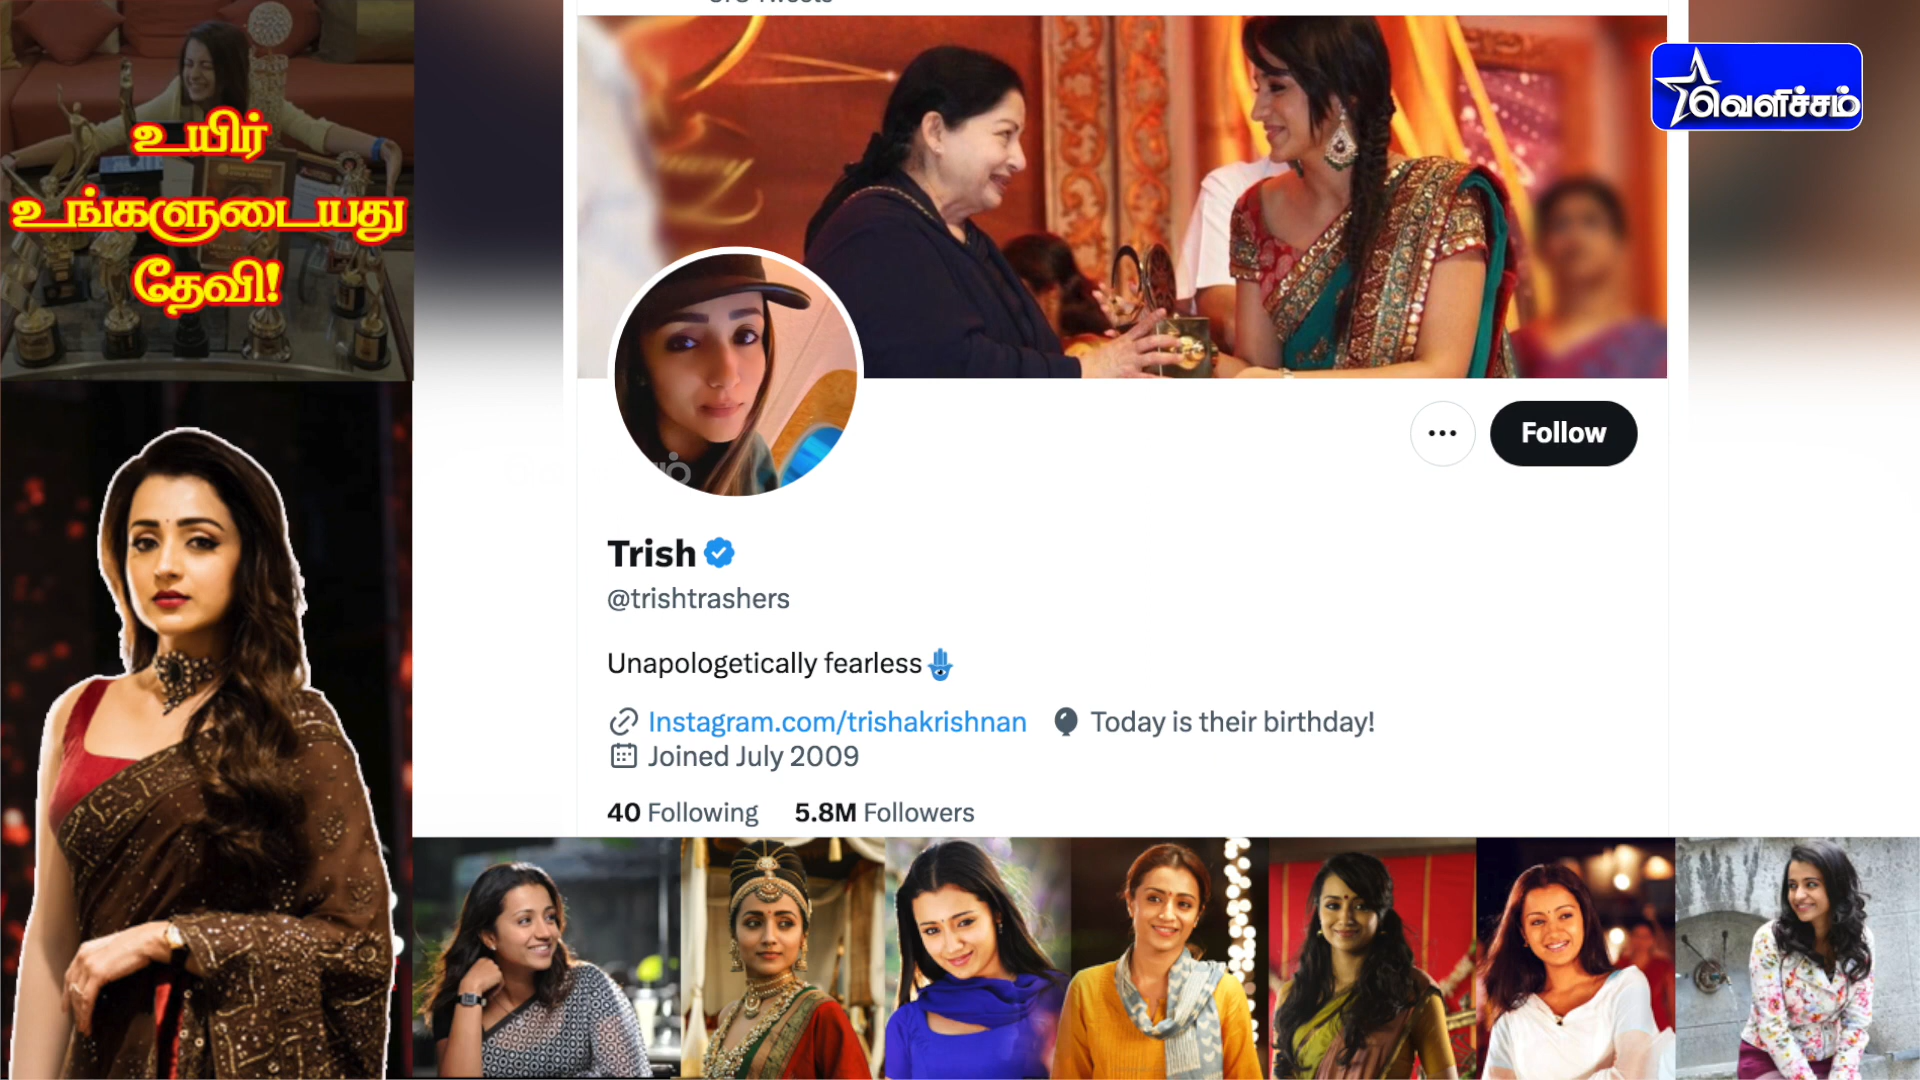 உயிர்
உங்களுடையது
தேவி!
வெளிச்சம்
Trish
@trishtrashers
Unapologetically fearless
Instagram.com/trishakrishnan Today is their birthday!
Joined July 2009
40 Following 5.8M Followers
Follow